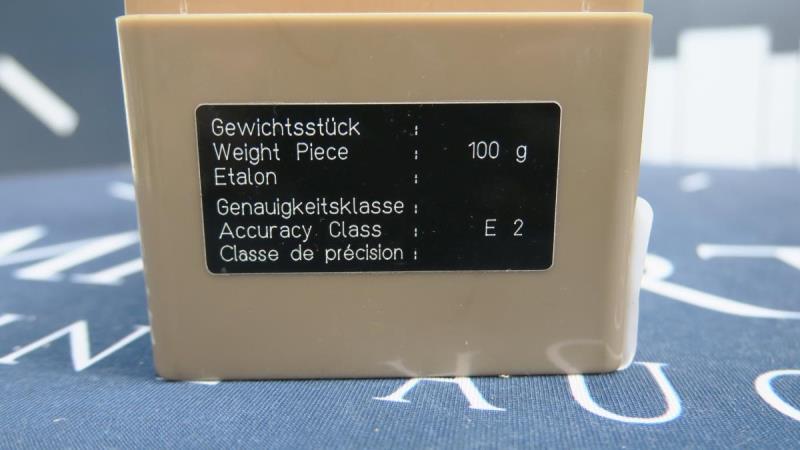 Gewichtsstück :
Weight Piece : 100 g
Etalon :
Genauigkeitsklasse :
Accuracy Class : E 2
Classe de précision :